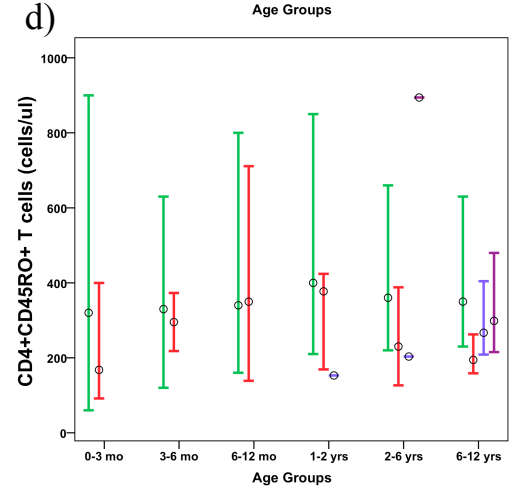 Age Groups
d)
1000
800
600
400
200
0
CD4+CD45RO+ T cells (cells/ul)
0-3 mo 3-6 mo 6-12 mo 1-2 yrs 2-6 yrs 6-12 yrs
Age Groups